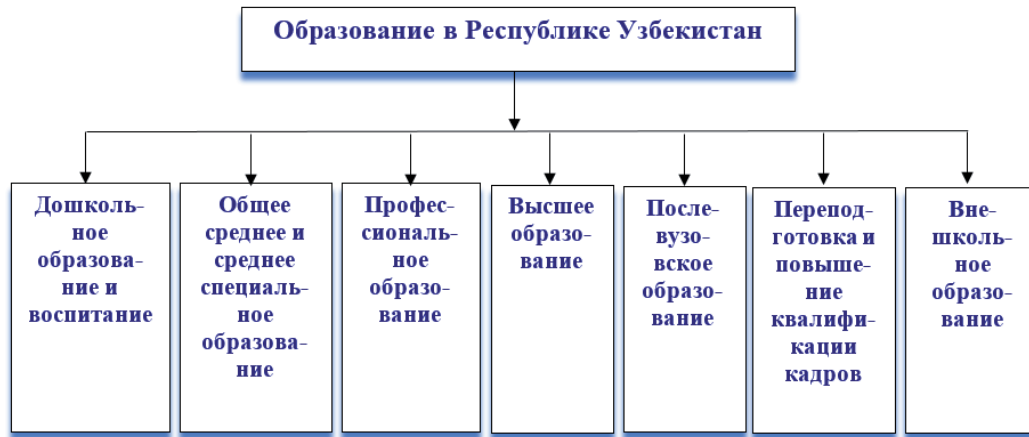 Образование в Республике Узбекистан
Дошколь-
ное
образова-
ние и
воспитание
Общее
среднее и
среднее
специаль-
ное
образова-
ние
Профес-
сиональ-
ное
образо-
вание
Высшее
образо-
вание
После-
вузо-
вское
образо-
вание
Переподг-
готовка и
повыше-
ние
квалифи-
кации
кадров
Вне-
школь-
ное
образо-
вание